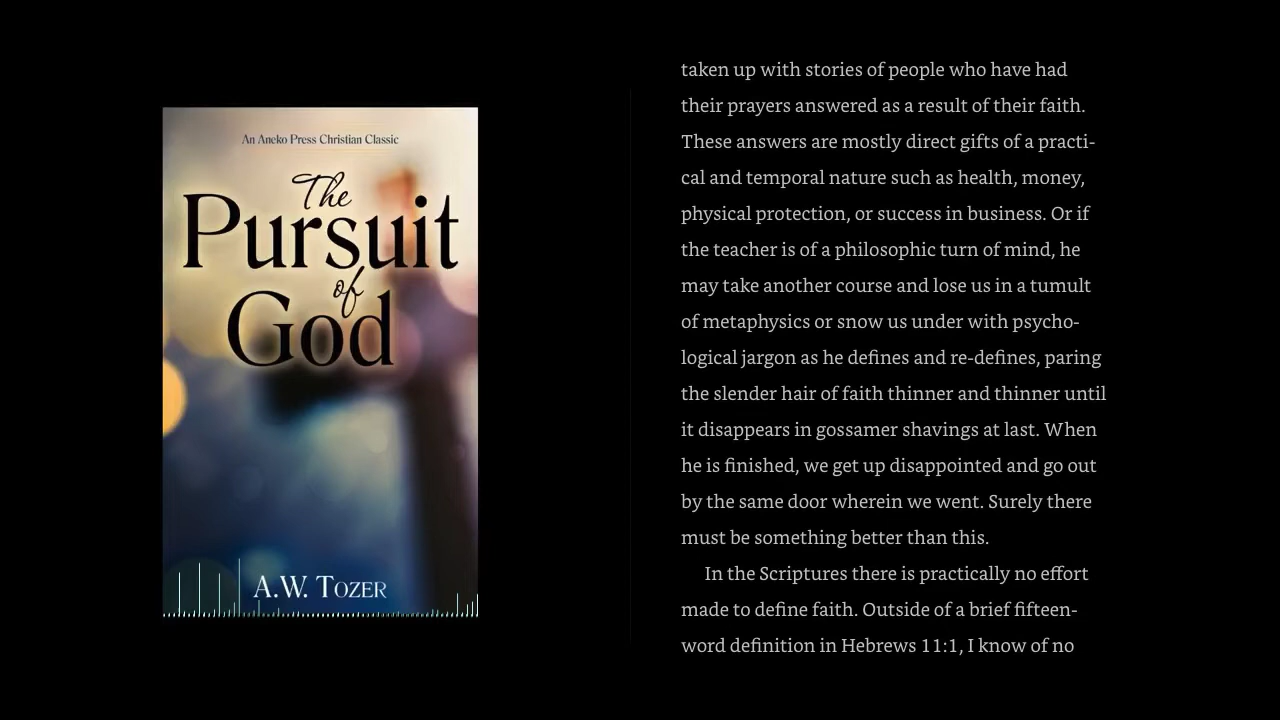 An Aneko Press Christian Classic
The
Pursuit
of
God
A.W. Tozer
taken up with stories of people who have had
their prayers answered as a result of their faith.
These answers are mostly direct gifts of a practi-
cal and temporal nature such as health, money,
physical protection, or success in business. Or if
the teacher is of a philosophic turn of mind, he
may take another course and lose us in a tumult
of metaphysics or snow us under with psycho-
logical jargon as he defines and re-defines, paring
the slender hair of faith thinner and thinner until
it disappears in gossamer shavings at last. When
he is finished, we get up disappointed and go out
by the same door wherein we went. Surely there
must be something better than this.
In the Scriptures there is practically no effort
made to define faith. Outside of a brief fifteen-
word definition in Hebrews 11:1, I know of no